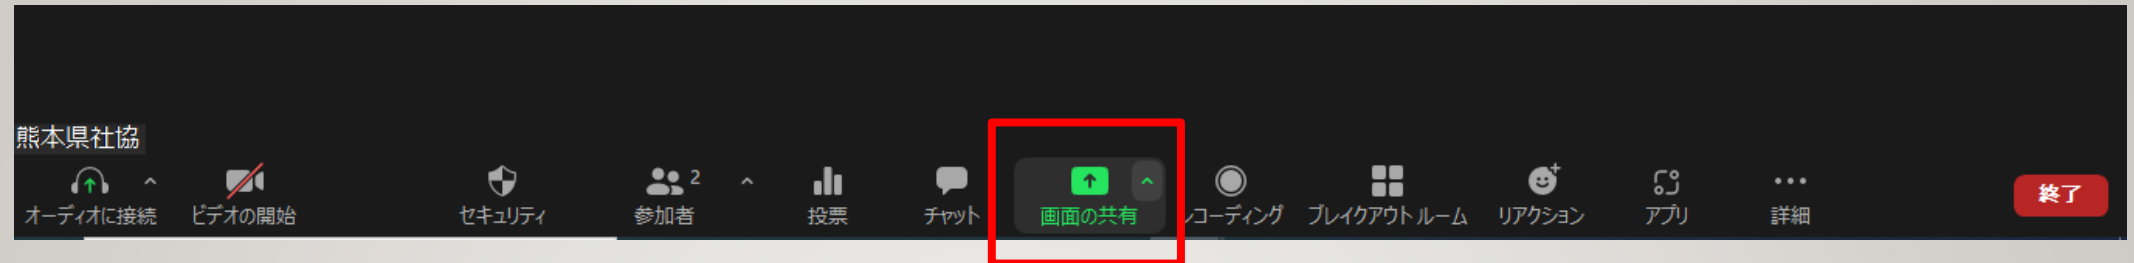 熊本県社協
オーディオに接続 ビデオの開始 セキュリティ 参加者 2 投票 チャット 画面の共有 レコーディング ブレイクアウト ルーム リアクション アプリ 詳細 終了